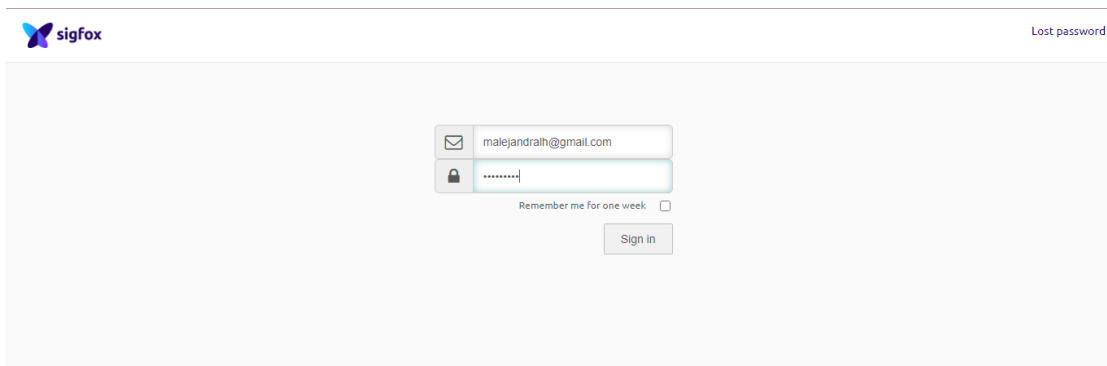 sigfox
Lost password
malejandralh@gmail.com
•••••••••
Remember me for one week
Sign in